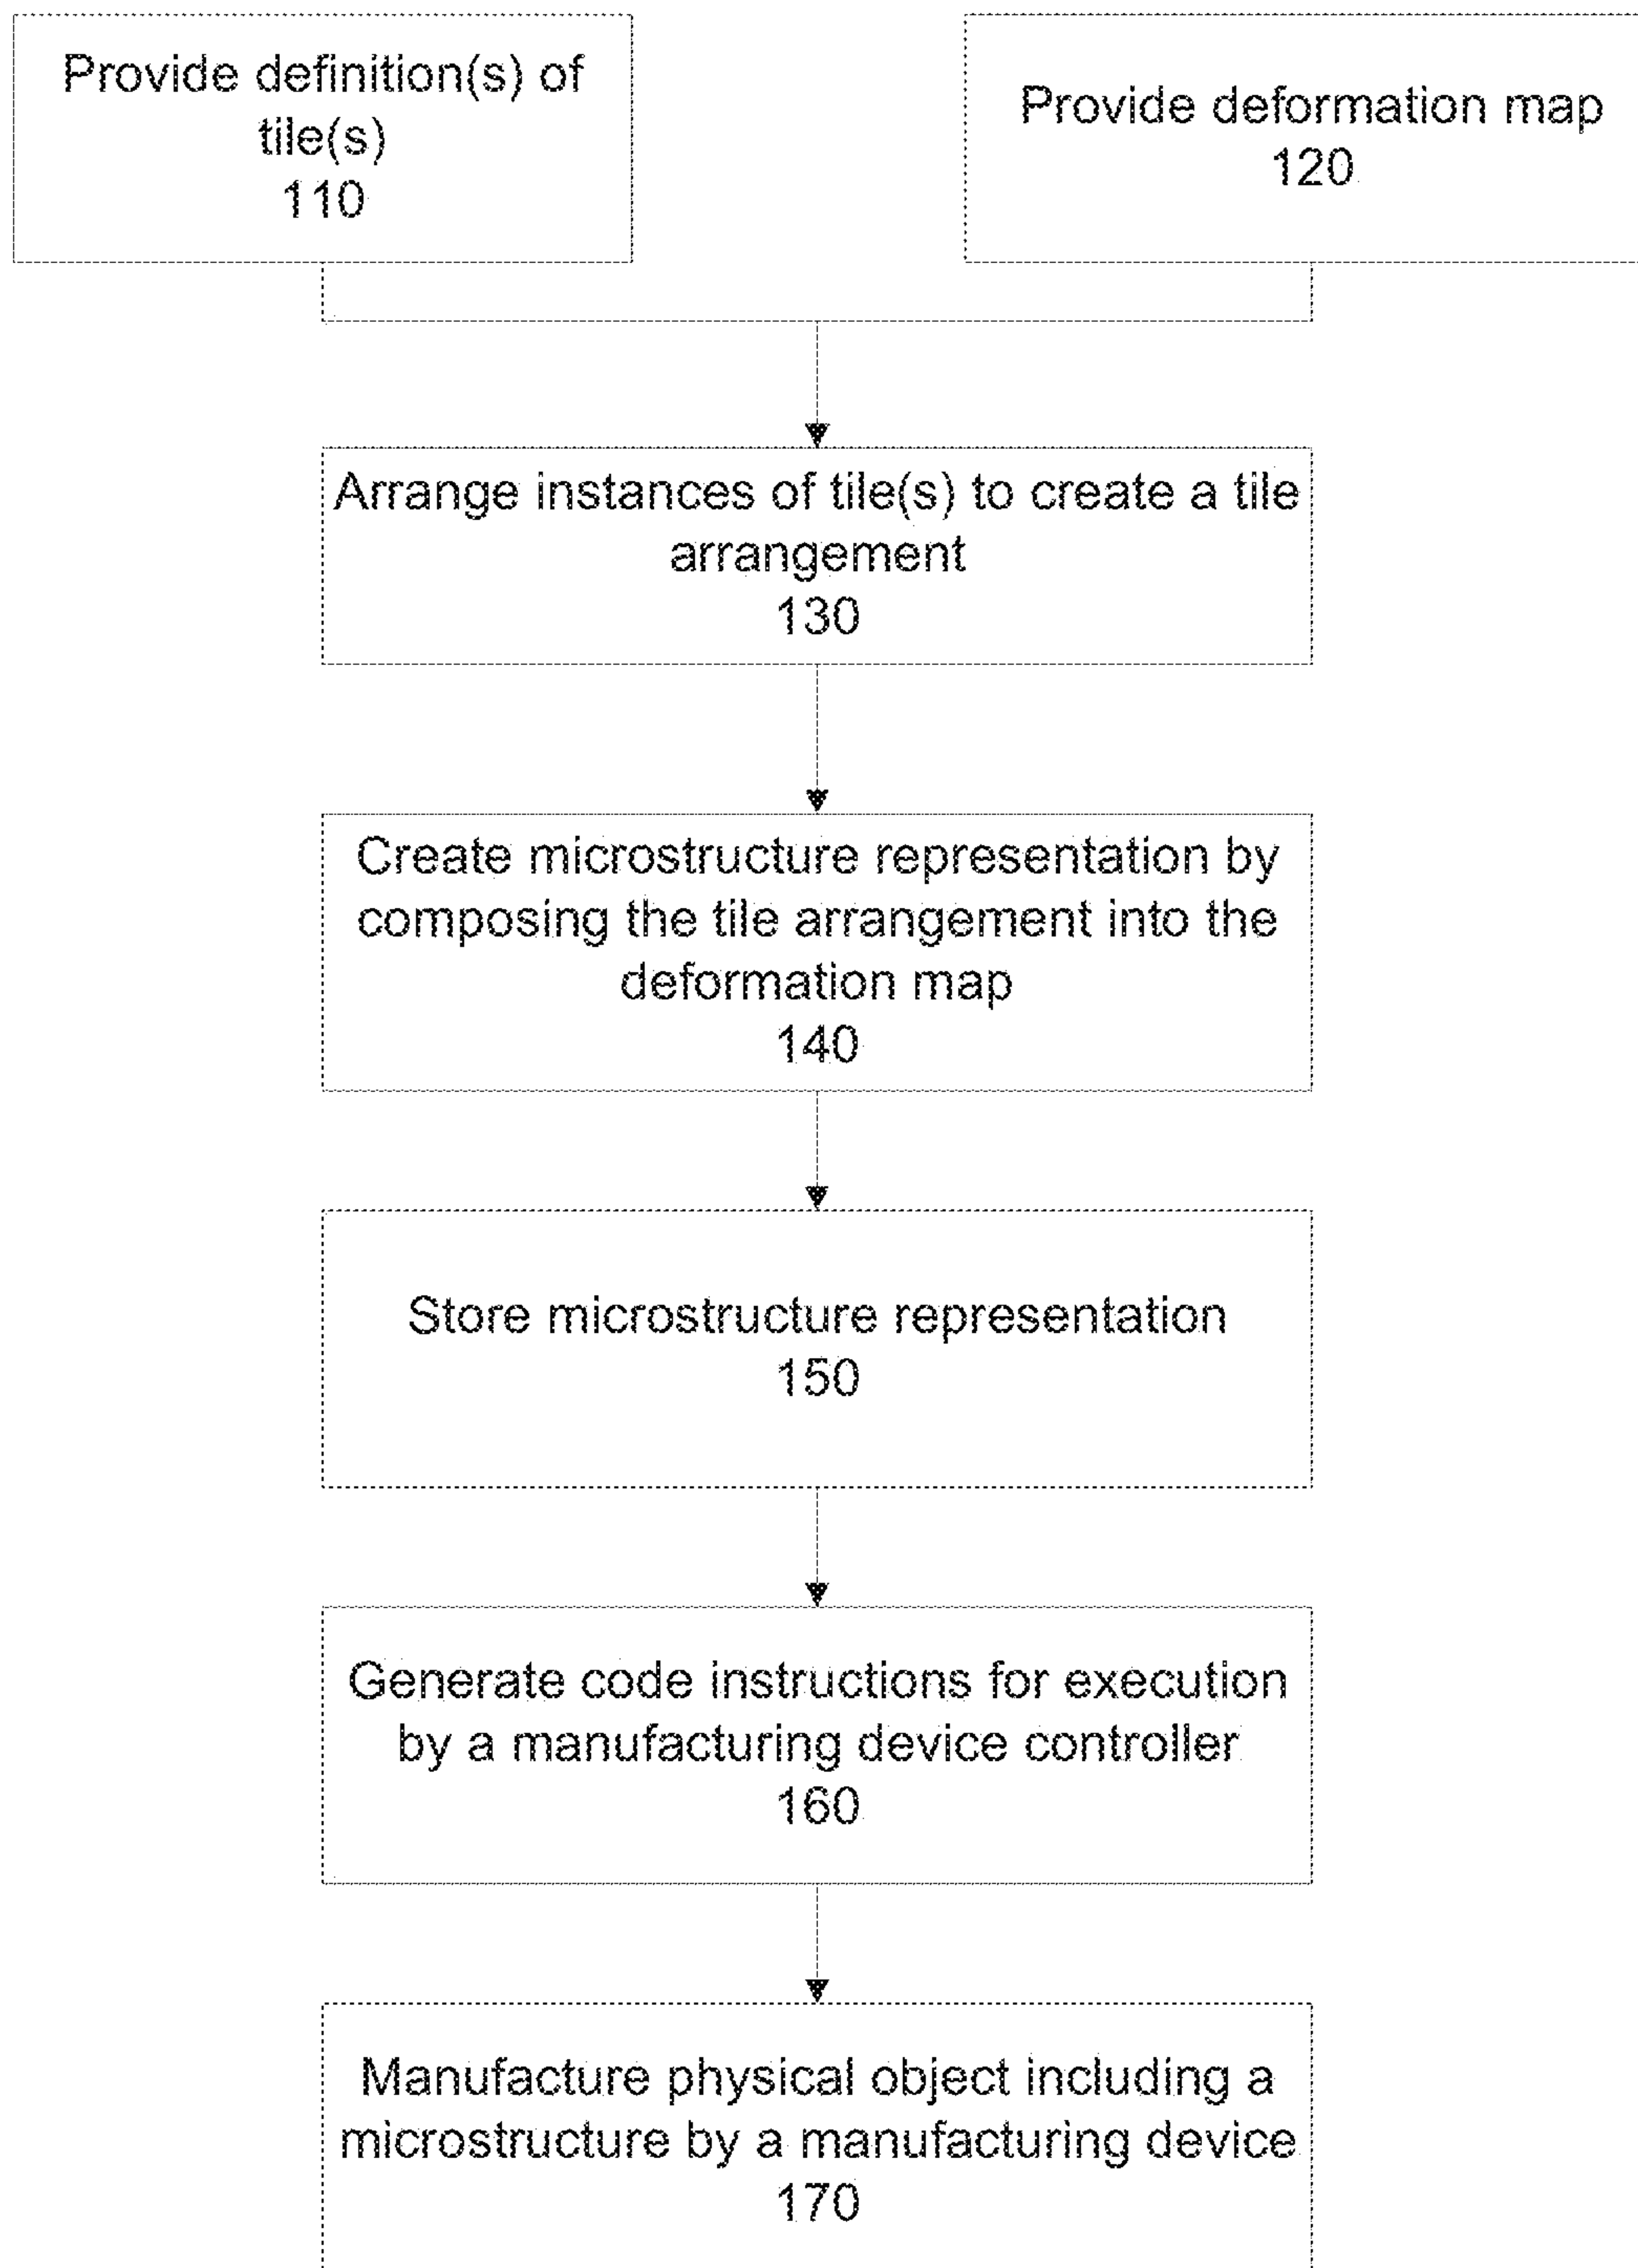 Provide definition(s) of
tile(s)
110
Provide deformation map
120
Arrange instances of tile(s) to create a tile
arrangement
130
Create microstructure representation by
composing the tile arrangement into the
deformation map
140
Store microstructure representation
150
Generate code instructions for execution
by a manufacturing device controller
160
Manufacture physical object including a
microstructure by a manufacturing device
170